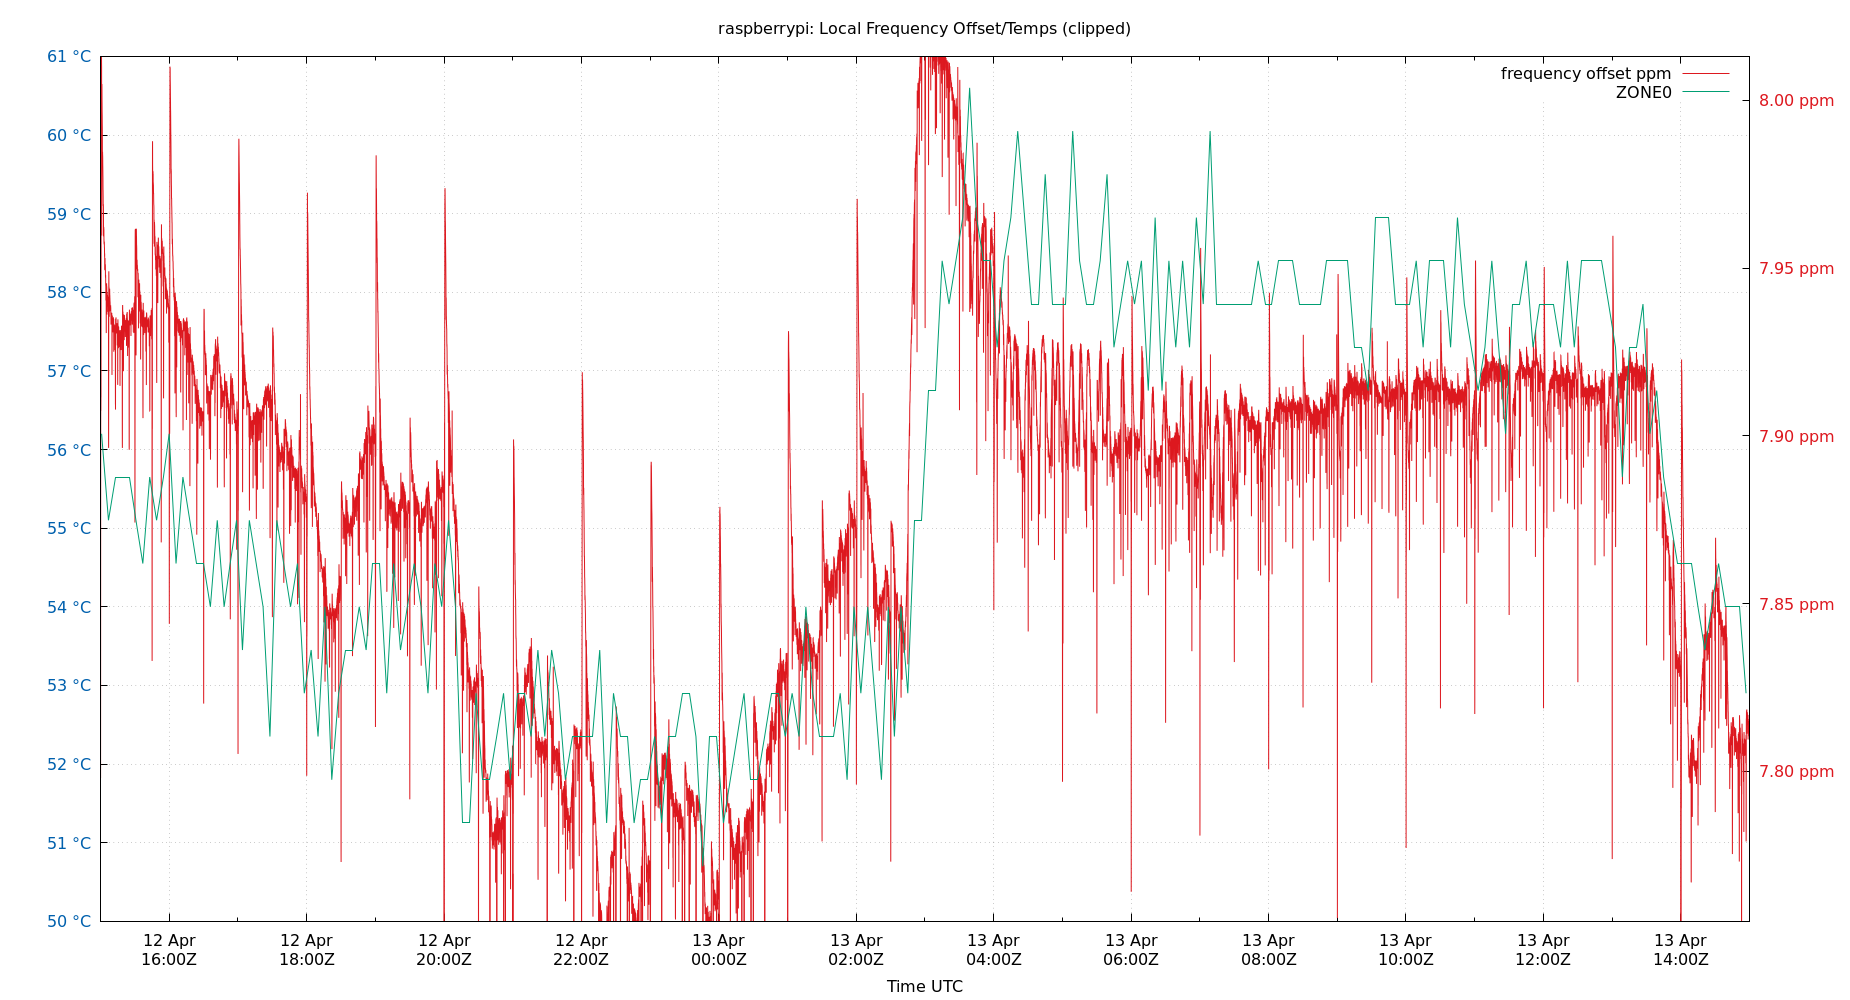 raspberrypi: Local Frequency Offset/Temps (clipped)
61 °C
60 °C
59 °C
58 °C
57 °C
56 °C
55 °C
54 °C
53 °C
52 °C
51 °C
50 °C
frequency offset ppm
ZONE0
8.00 ppm
7.95 ppm
7.90 ppm
7.85 ppm
7.80 ppm
12 Apr
16:00Z
12 Apr
18:00Z
12 Apr
20:00Z
12 Apr
22:00Z
13 Apr
00:00Z
13 Apr
02:00Z
13 Apr
04:00Z
13 Apr
06:00Z
13 Apr
08:00Z
13 Apr
10:00Z
13 Apr
12:00Z
13 Apr
14:00Z
Time UTC